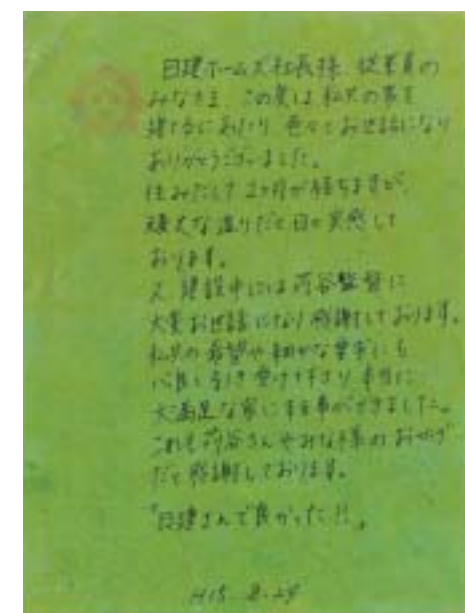 日建ホームズ社長様 従業員の
みなさま この度は私共の家を
建てるにあたり 色々とお世話になり
ありがとうございました。
住みだして2ヶ月が経ちますが、
頑丈な造りだと日々実感して
おります。
又 建設中には苅谷監督に
大変お世話になり感謝しております。
私共の希望や細かな要求にも
心良く引き受けて下さり 本当に
大満足な家にする事ができました。
これも苅谷さんやみな様のおかげ
だと感謝しております。
"日建さんで良かった!!"
H15.8.29